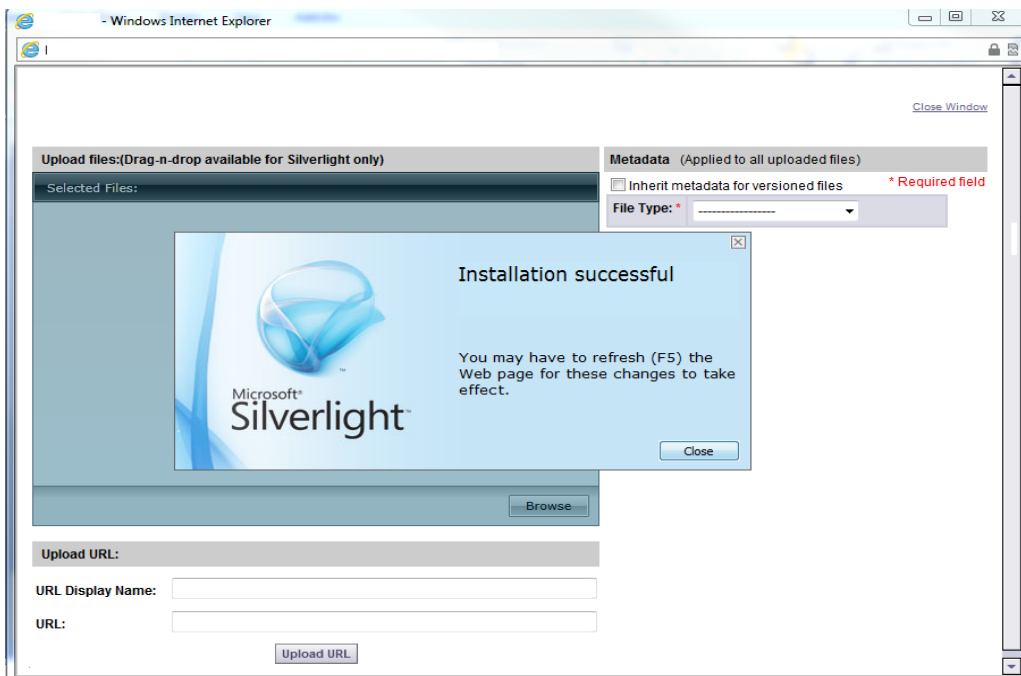 - Windows Internet Explorer
Close Window
Upload files:(Drag-n-drop available for Silverlight only)
Selected Files:
Metadata (Applied to all uploaded files)
Inherit metadata for versioned files
* Required field
File Type: * -----------------
Installation successful
You may have to refresh (F5) the
Web page for these changes to take
effect.
Microsoft®
Silverlight™
Close
Browse
Upload URL:
URL Display Name:
URL:
Upload URL